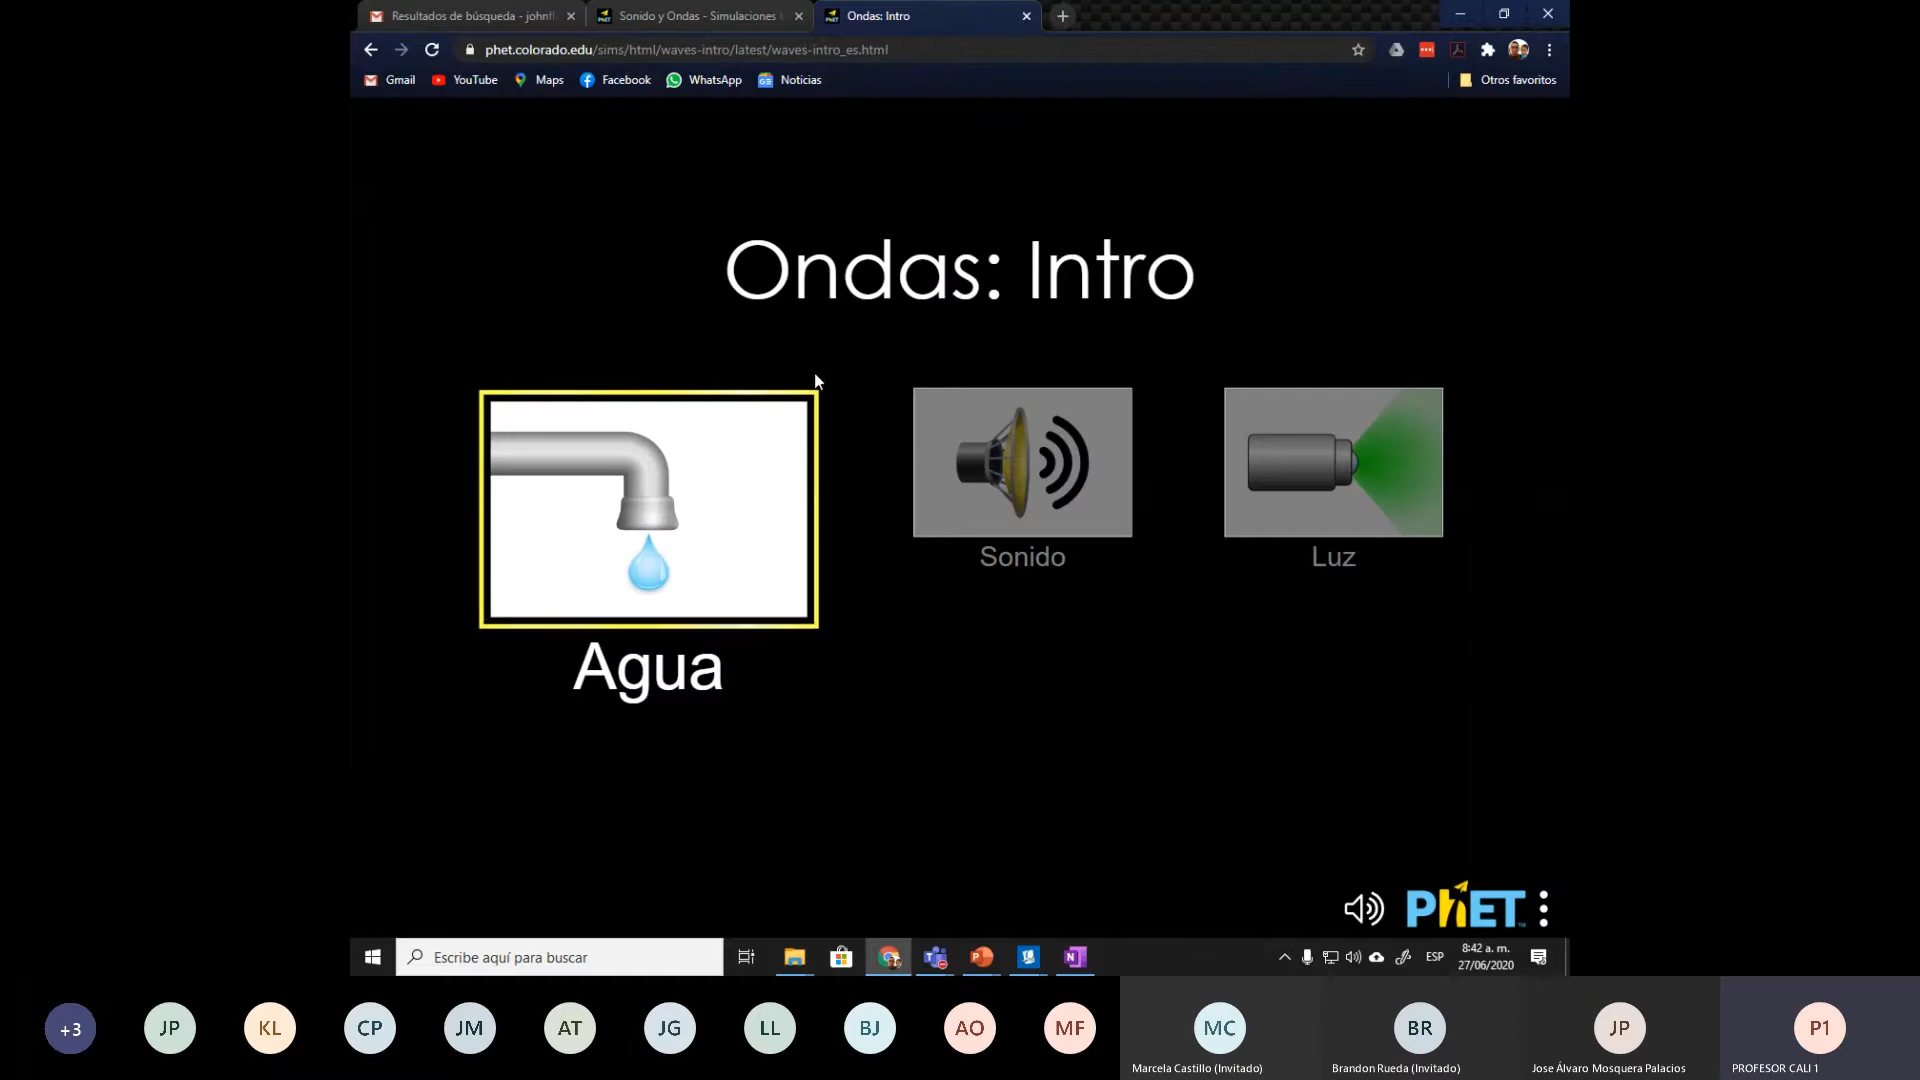 Resultados de búsqueda - johnfl
Sonido y Ondas - Simulaciones
Ondas: Intro
phet.colorado.edu/sims/html/waves-intro/latest/waves-intro_es.html
Gmail
YouTube
Maps
Facebook
WhatsApp
Noticias
Otros favoritos
Ondas: Intro
Agua
Sonido
Luz
PhET
Escribe aquí para buscar
ESP
8:42 a. m.
27/06/2020
+3
JP
KL
CP
JM
AT
JG
LL
BJ
AO
MF
MC
BR
JP
P1
Marcela Castillo (Invitado)
Brandon Rueda (Invitado)
Jose Álvaro Mosquera Palacios
PROFESOR CALI 1